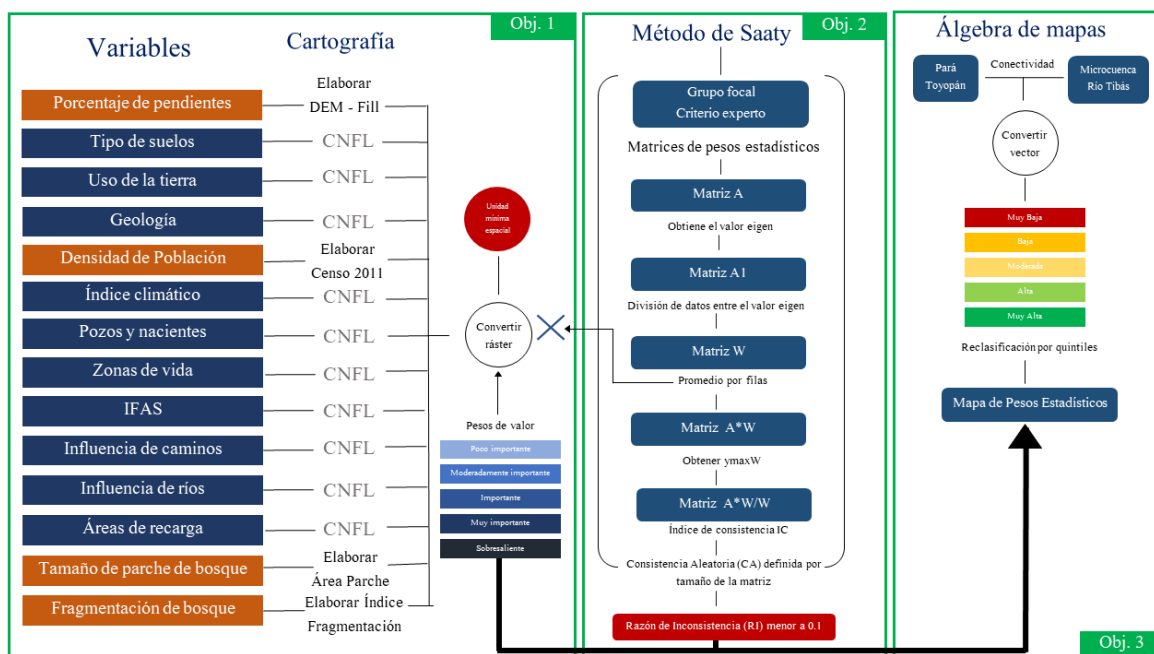 Obj. 1
Variables
Cartografía
Porcentaje de pendientes
Elaborar
DEM - Fill
Tipo de suelos
CNFL
Uso de la tierra
CNFL
Geología
CNFL
Densidad de Población
Elaborar
Censo 2011
Índice climático
CNFL
Pozos y nacientes
CNFL
Zonas de vida
CNFL
IFAS
CNFL
Influencia de caminos
CNFL
Influencia de ríos
CNFL
Áreas de recarga
CNFL
Tamaño de parche de bosque
Elaborar
Área Parche
Fragmentación de bosque
Elaborar Índice
Fragmentación
Unidad
mínima
espacial
Convertir
ráster
Pesos de valor
Poco importante
Moderadamente importante
Importante
Muy importante
Sobresaliente
Obj. 2
Método de Saaty
Grupo focal
Criterio experto
Matrices de pesos estadísticos
Matriz A
Obtiene el valor eigen
Matriz A1
División de datos entre el valor eigen
Matriz W
Promedio por filas
Matriz A*W
Obtener ymaxW
Matriz A*W/W
Índice de consistencia IC
Consistencia Aleatoria (CA) definida por
tamaño de la matriz
Razón de Inconsistencia (RI) menor a 0.1
Álgebra de mapas
Pará
Toyopán
Conectividad
Microcuenca
Río Tibás
Convertir
vector
Muy Baja
Baja
Moderada
Alta
Muy Alta
Reclasificación por quintiles
Mapa de Pesos Estadísticos
Obj. 3